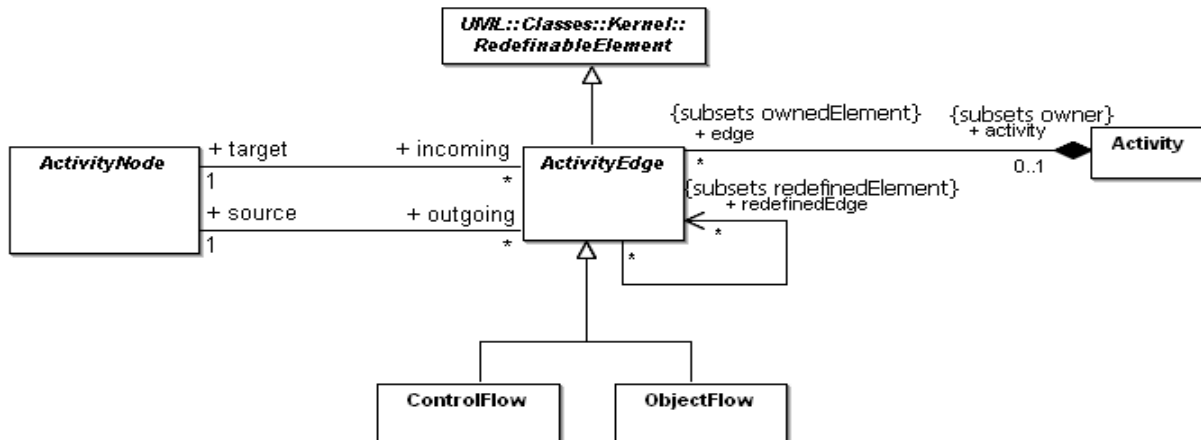 UML::Classes::Kernel::
RedefinableElement
{subsets ownedElement}
+ edge
*
{subsets owner}
+ activity
0..1
Activity
ActivityNode
+ target
1
+ incoming
*
ActivityEdge
+ source
1
+ outgoing
*
{subsets redefinedElement}
+ redefinedEdge
*
*
ControlFlow
ObjectFlow